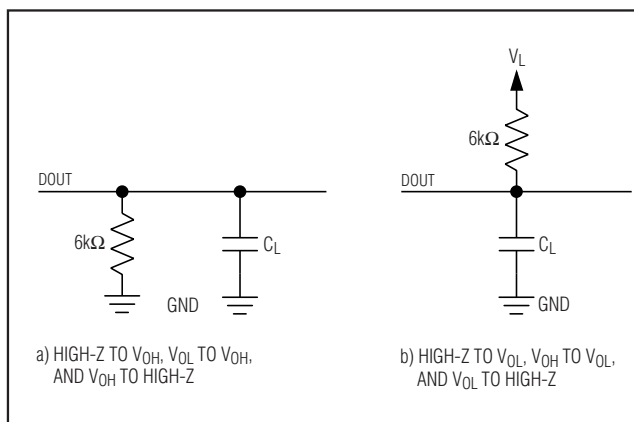 DOUT
6kΩ
C_L
GND
a) HIGH-Z TO V_OH, V_OL TO V_OH,
AND V_OH TO HIGH-Z
V_L
6kΩ
DOUT
C_L
GND
b) HIGH-Z TO V_OL, V_OH TO V_OL,
AND V_OL TO HIGH-Z